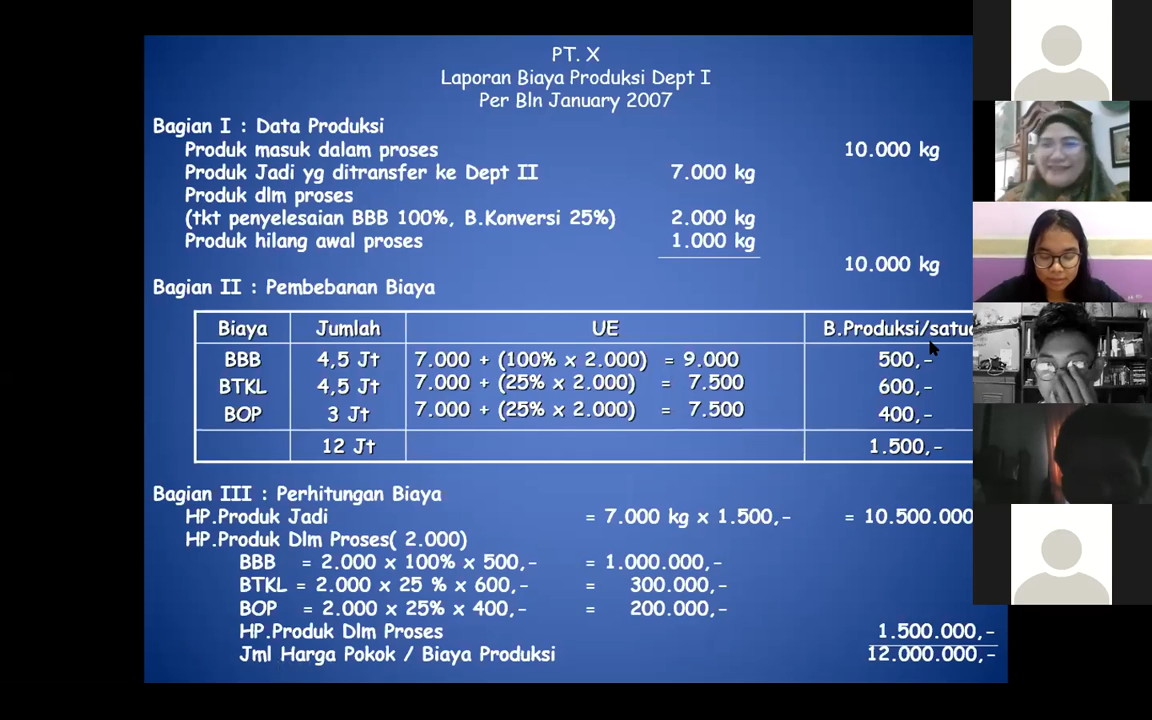 PT. X
Laporan Biaya Produksi Dept I
Per Bln January 2007
Bagian I : Data Produksi
Produk masuk dalam proses 10.000 kg
Produk Jadi yg ditransfer ke Dept II 7.000 kg
Produk dlm proses
(tkt penyelesaian BBB 100%, B.Konversi 25%) 2.000 kg
Produk hilang awal proses 1.000 kg
10.000 kg
Bagian II : Pembebanan Biaya
Biaya Jumlah UE B.Produksi/satua
BBB 4,5 Jt 7.000 + (100% x 2.000) = 9.000 500,-
BTKL 4,5 Jt 7.000 + (25% x 2.000) = 7.500 600,-
BOP 3 Jt 7.000 + (25% x 2.000) = 7.500 400,-
12 Jt 1.500,-
Bagian III : Perhitungan Biaya
HP.Produk Jadi = 7.000 kg x 1.500,- = 10.500.000
HP.Produk Dlm Proses( 2.000)
BBB = 2.000 x 100% x 500,- = 1.000.000,-
BTKL = 2.000 x 25 % x 600,- = 300.000,-
BOP = 2.000 x 25% x 400,- = 200.000,-
HP.Produk Dlm Proses 1.500.000,-
Jml Harga Pokok / Biaya Produksi 12.000.000,-